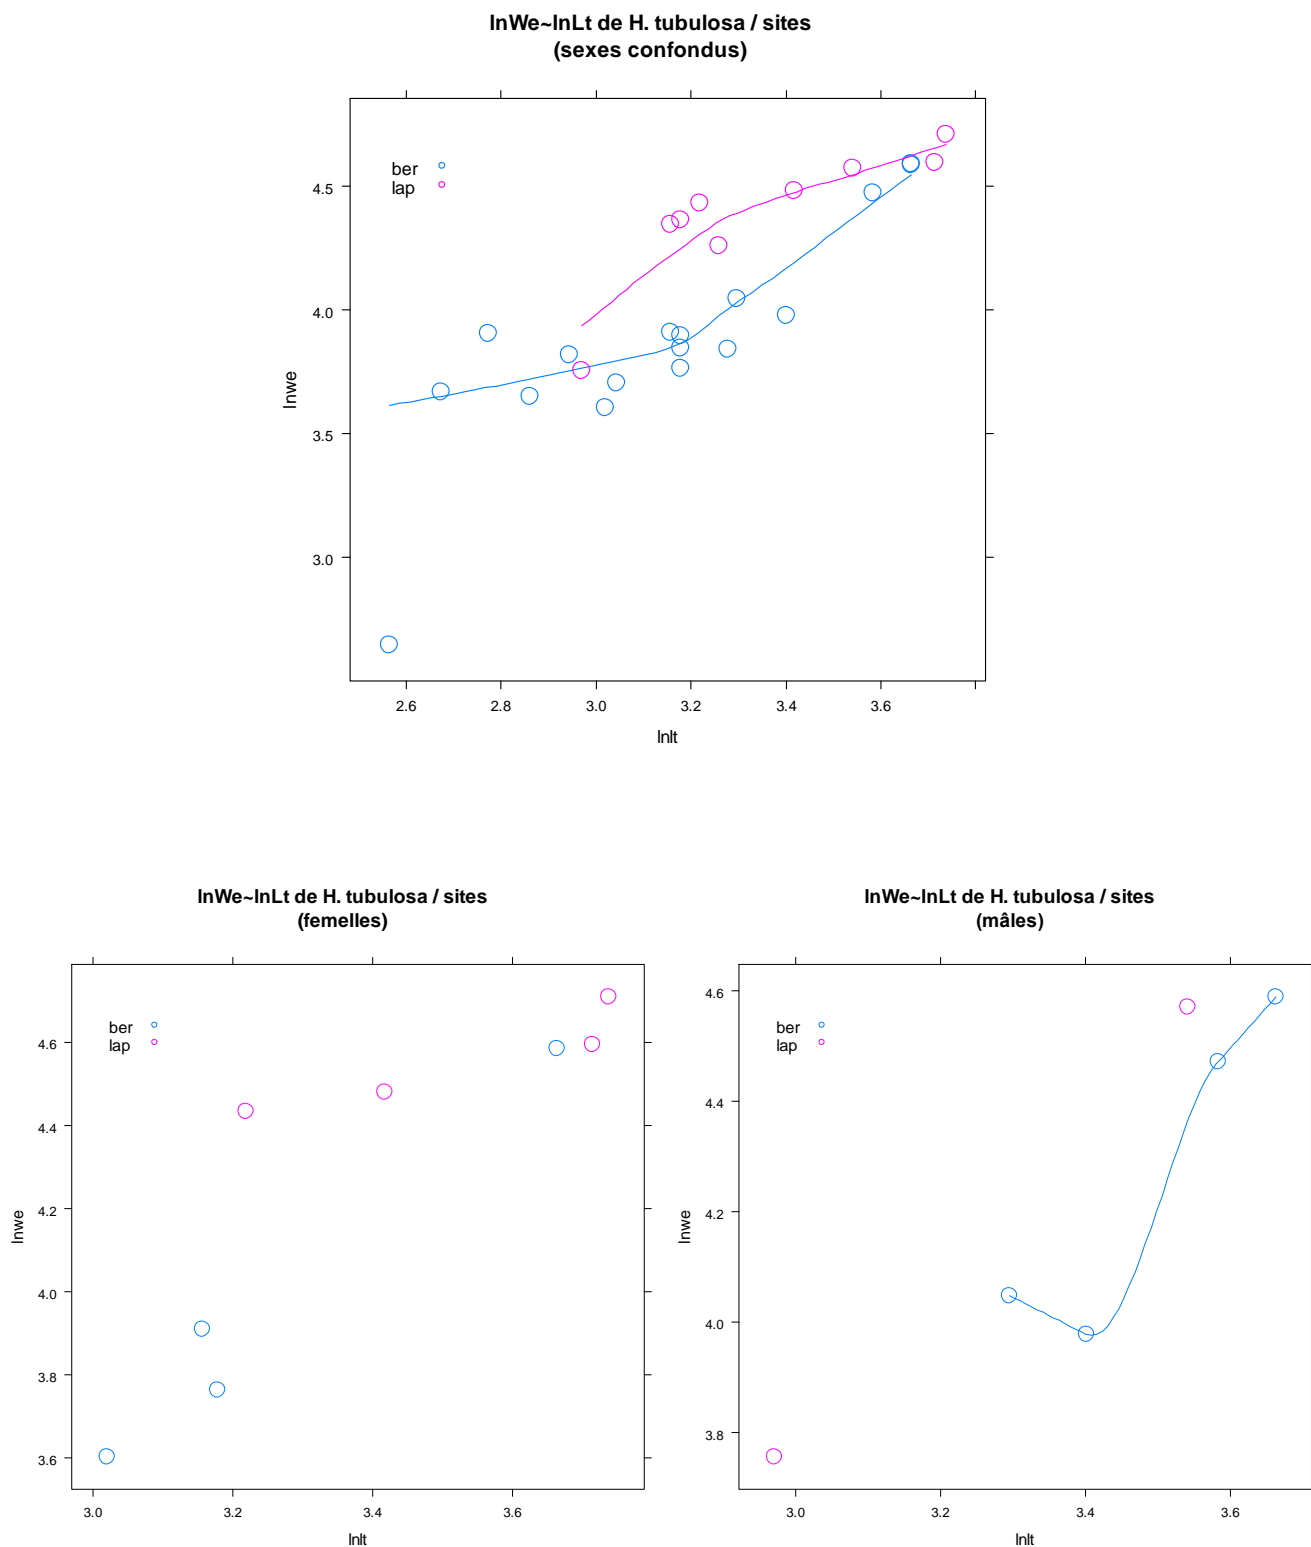 lnWe~lnLt de H. tubulosa / sites
(sexes confondus)
ber
lap
4.5
4.0
3.5
3.0
lnwe
2.6 2.8 3.0 3.2 3.4 3.6
lnlt
lnWe~lnLt de H. tubulosa / sites
(femelles)
ber
lap
4.6
4.4
4.2
4.0
3.8
3.6
lnwe
3.0 3.2 3.4 3.6
lnlt
lnWe~lnLt de H. tubulosa / sites
(mâles)
ber
lap
4.6
4.4
4.2
4.0
3.8
lnwe
3.0 3.2 3.4 3.6
lnlt